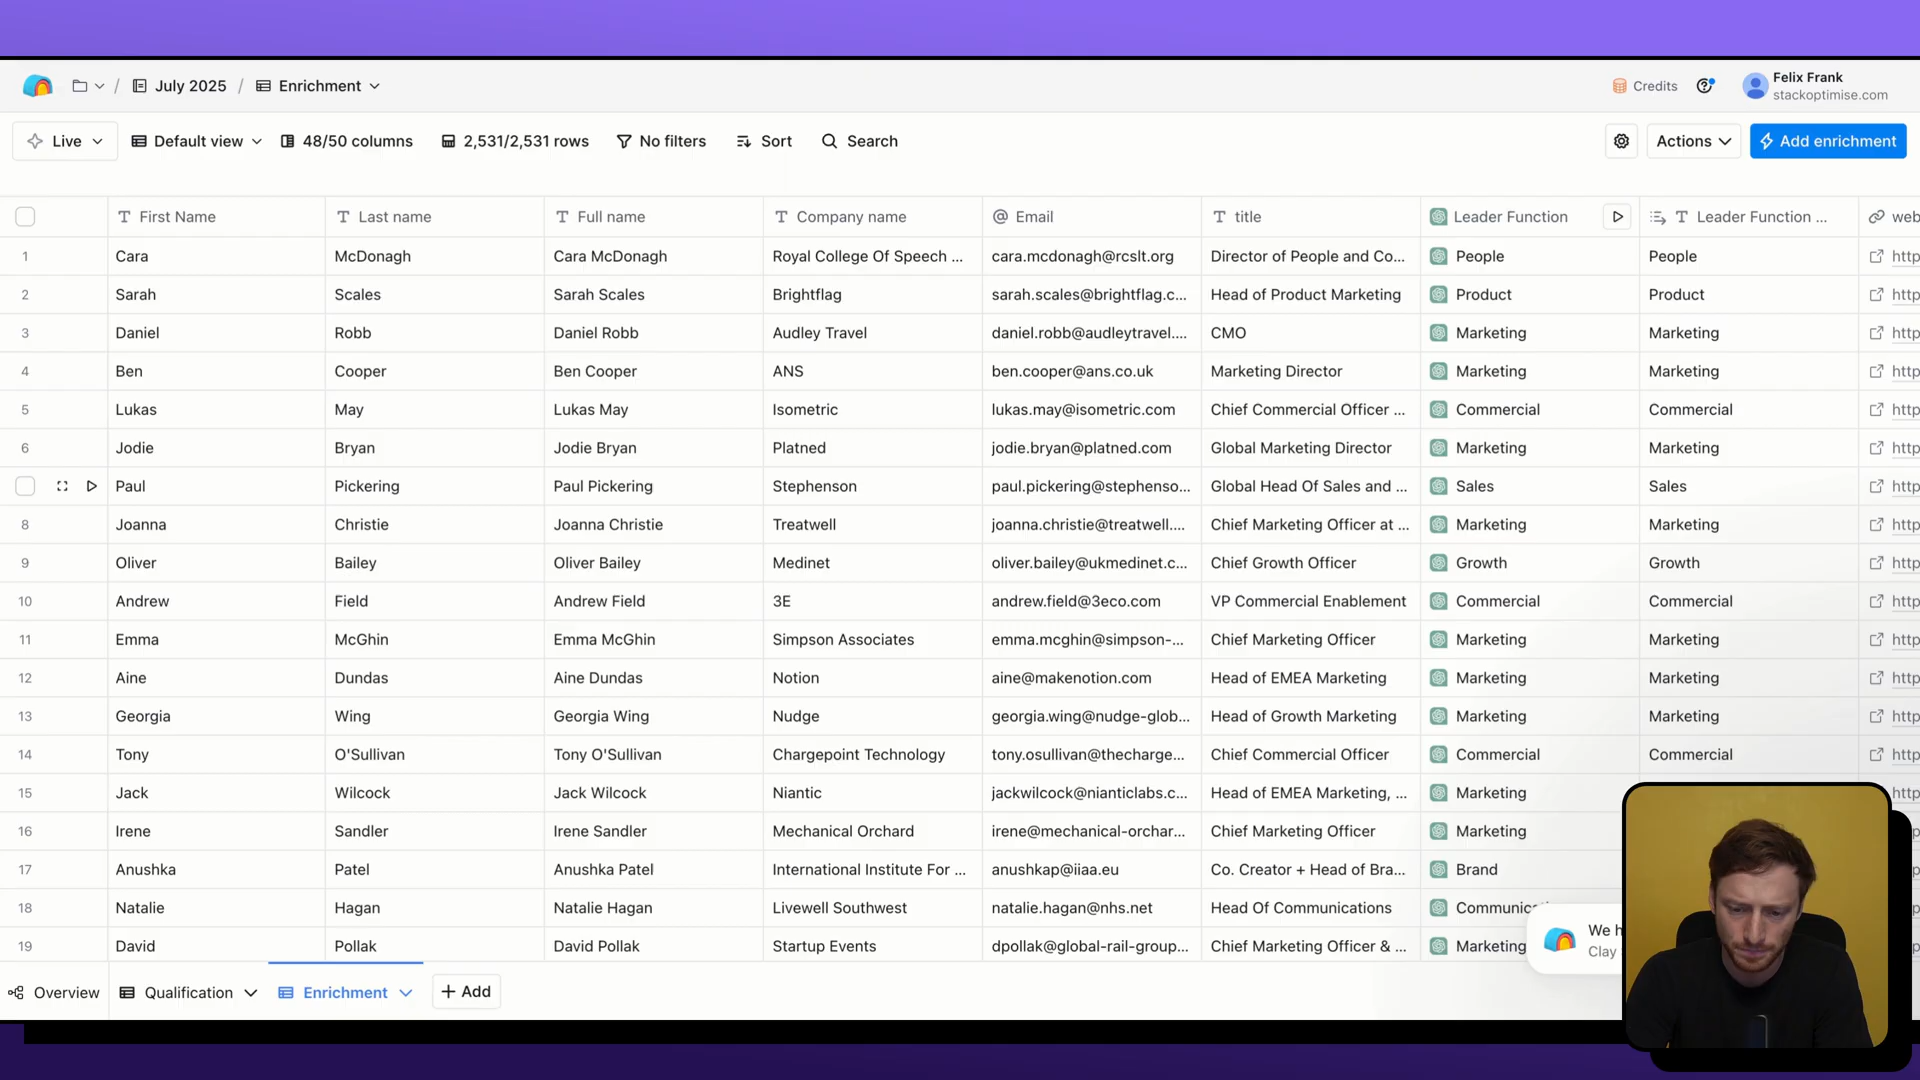 / July 2025 / Enrichment
Credits
Felix Frank
stackoptimise.com
Live
Default view
48/50 columns
2,531/2,531 rows
No filters
Sort
Search
Actions
Add enrichment
First Name Last name Full name Company name Email title Leader Function Leader Function ... web
1 Cara McDonagh Cara McDonagh Royal College Of Speech ... cara.mcdonagh@rcslt.org Director of People and Co... People People http
2 Sarah Scales Sarah Scales Brightflag sarah.scales@brightflag.c... Head of Product Marketing Product Product http
3 Daniel Robb Daniel Robb Audley Travel daniel.robb@audleytravel.... CMO Marketing Marketing http
4 Ben Cooper Ben Cooper ANS ben.cooper@ans.co.uk Marketing Director Marketing Marketing http
5 Lukas May Lukas May Isometric lukas.may@isometric.com Chief Commercial Officer ... Commercial Commercial http
6 Jodie Bryan Jodie Bryan Platned jodie.bryan@platned.com Global Marketing Director Marketing Marketing http
Paul Pickering Paul Pickering Stephenson paul.pickering@stephenso... Global Head Of Sales and ... Sales Sales http
8 Joanna Christie Joanna Christie Treatwell joanna.christie@treatwell.... Chief Marketing Officer at ... Marketing Marketing http
9 Oliver Bailey Oliver Bailey Medinet oliver.bailey@ukmedinet.c... Chief Growth Officer Growth Growth http
10 Andrew Field Andrew Field 3E andrew.field@3eco.com VP Commercial Enablement Commercial Commercial http
11 Emma McGhin Emma McGhin Simpson Associates emma.mcghin@simpson-... Chief Marketing Officer Marketing Marketing http
12 Aine Dundas Aine Dundas Notion aine@makenotion.com Head of EMEA Marketing Marketing Marketing http
13 Georgia Wing Georgia Wing Nudge georgia.wing@nudge-glob... Head of Growth Marketing Marketing Marketing http
14 Tony O'Sullivan Tony O'Sullivan Chargepoint Technology tony.osullivan@thecharge... Chief Commercial Officer Commercial Commercial http
15 Jack Wilcock Jack Wilcock Niantic jackwilcock@nianticlabs.c... Head of EMEA Marketing, ... Marketing Marketing http
16 Irene Sandler Irene Sandler Mechanical Orchard irene@mechanical-orchar... Chief Marketing Officer Marketing
17 Anushka Patel Anushka Patel International Institute For ... anushkap@iiaa.eu Co. Creator + Head of Bra... Brand
18 Natalie Hagan Natalie Hagan Livewell Southwest natalie.hagan@nhs.net Head Of Communications
19 David Pollak David Pollak Startup Events dpollak@global-rail-group... Chief Marketing Officer & ... Marketing
We h
Clay
Overview
Qualification
Enrichment
+ Add